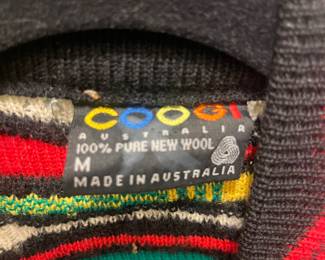 COOGI
AUSTRALIA
100% PURE NEW WOOL
M
MADE IN AUSTRALIA